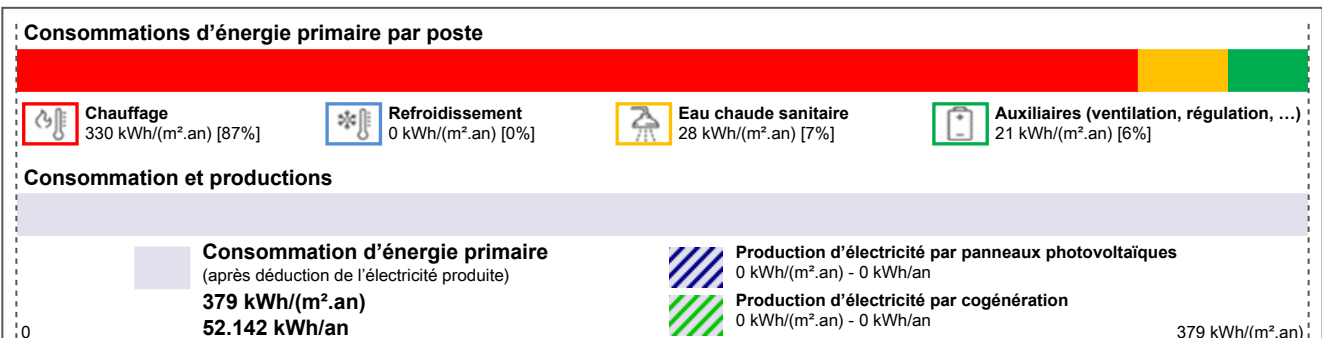 Consommations d’énergie primaire par poste
Chauffage
330 kWh/(m².an) [87%]
Refroidissement
0 kWh/(m².an) [0%]
Eau chaude sanitaire
28 kWh/(m².an) [7%]
Auxiliaires (ventilation, régulation, …)
21 kWh/(m².an) [6%]
Consommation et productions
Consommation d’énergie primaire
(après déduction de l’électricité produite)
379 kWh/(m².an)
52.142 kWh/an
Production d’électricité par panneaux photovoltaïques
0 kWh/(m².an) - 0 kWh/an
Production d’électricité par cogénération
0 kWh/(m².an) - 0 kWh/an
0
379 kWh/(m².an)